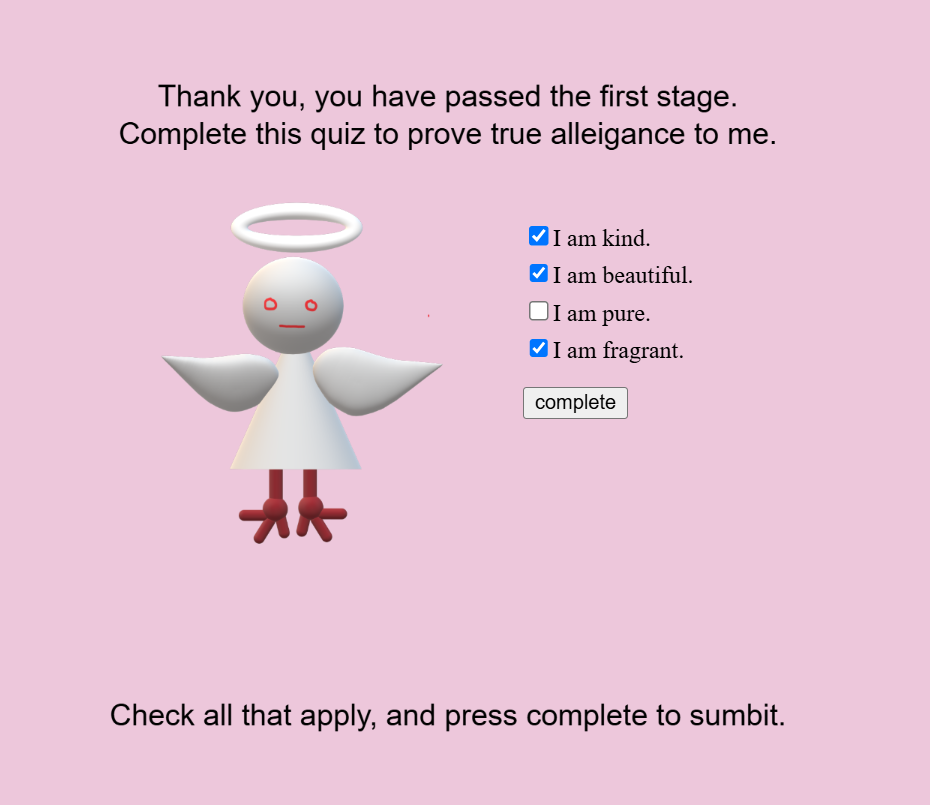 Thank you, you have passed the first stage.
Complete this quiz to prove true alleigance to me.
I am kind.
I am beautiful.
I am pure.
I am fragrant.
complete
Check all that apply, and press complete to sumbit.